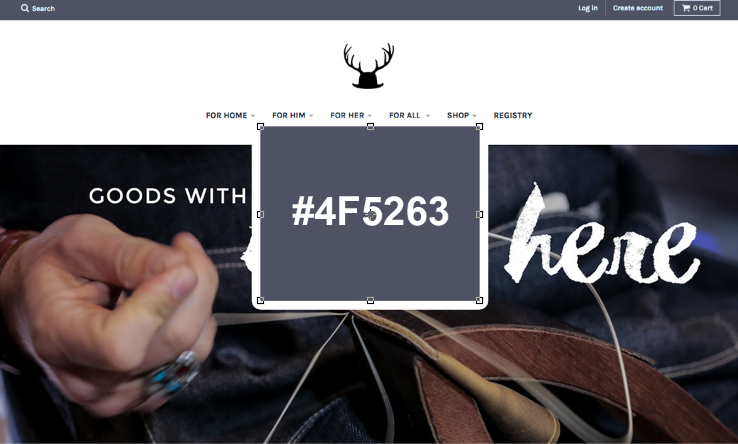 Search
Log in
Create account
0 Cart
FOR HOME
FOR HIM
FOR HER
FOR ALL
SHOP
REGISTRY
GOODS WITH
#4F5263
here